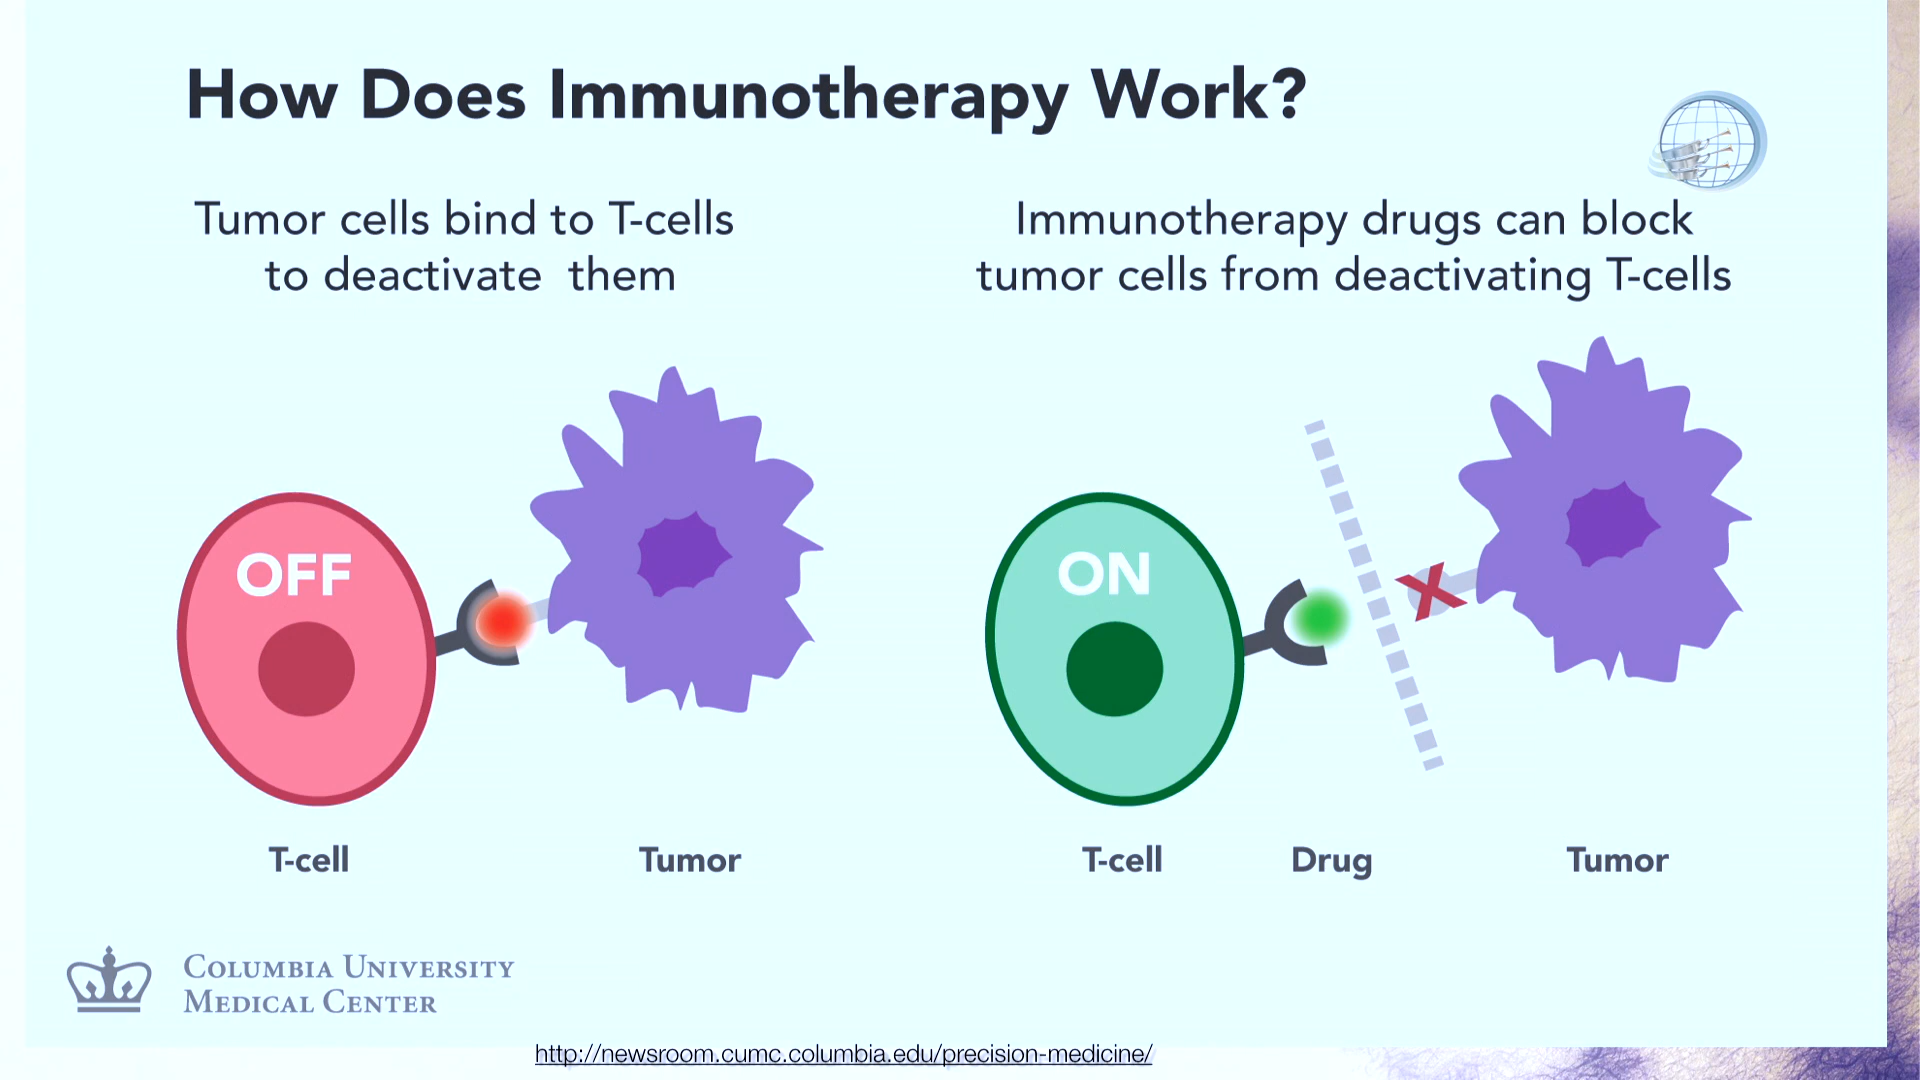 How Does Immunotherapy Work?
Tumor cells bind to T-cells
to deactivate them
Immunotherapy drugs can block
tumor cells from deactivating T-cells
OFF
ON
T-cell
Tumor
T-cell
Drug
Tumor
COLUMBIA UNIVERSITY
MEDICAL CENTER
http://newsroom.cumc.columbia.edu/precision-medicine/